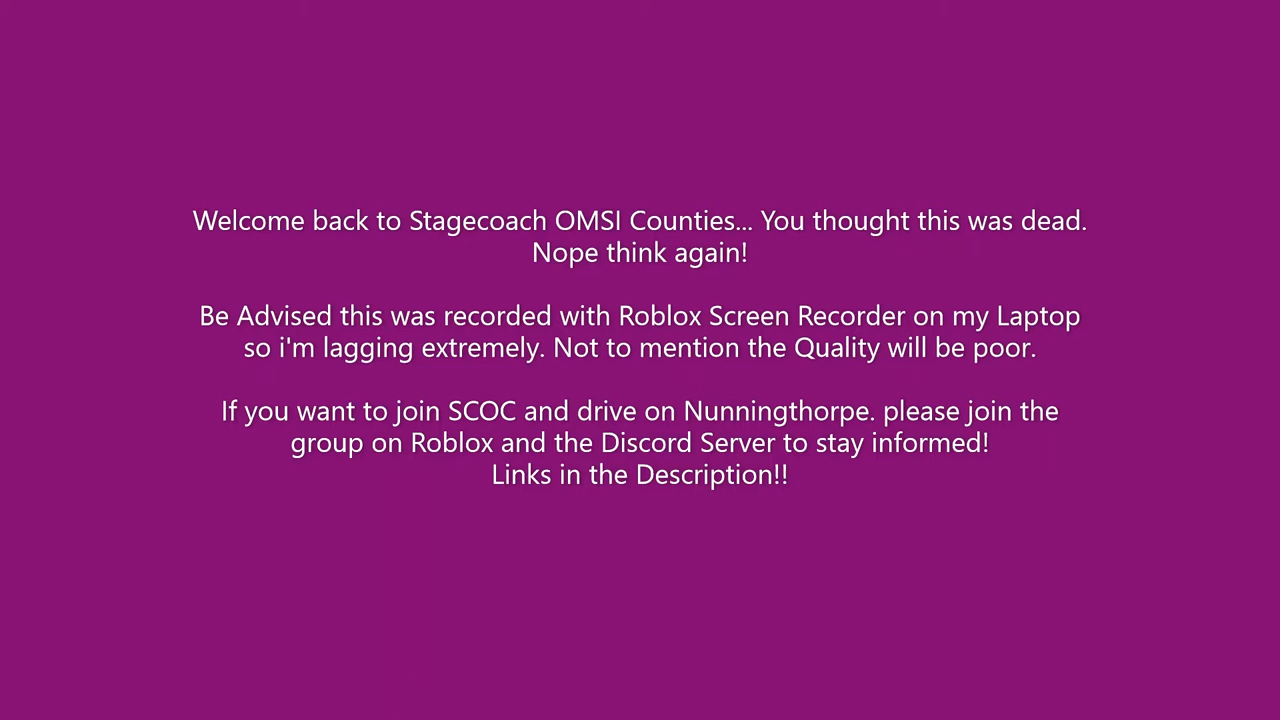 Welcome back to Stagecoach OMSI Counties... You thought this was dead.
Nope think again!
Be Advised this was recorded with Roblox Screen Recorder on my Laptop
so i'm lagging extremely. Not to mention the Quality will be poor.
If you want to join SCOC and drive on Nunningthorpe. please join the
group on Roblox and the Discord Server to stay informed!
Links in the Description!!